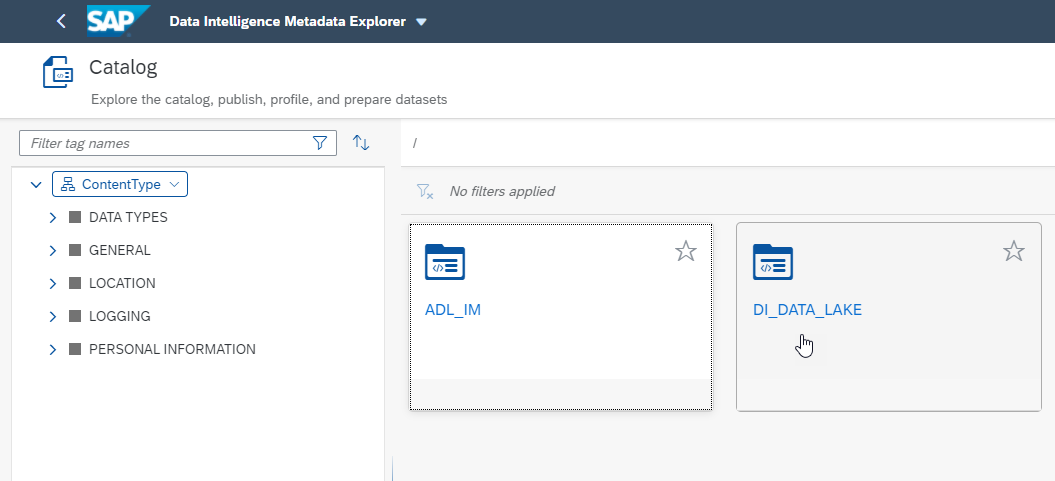 SAP Data Intelligence Metadata Explorer
Catalog
Explore the catalog, publish, profile, and prepare datasets
Filter tag names
/
ContentType
No filters applied
DATA TYPES
GENERAL
LOCATION
LOGGING
PERSONAL INFORMATION
</>
ADL_IM
</>
DI_DATA_LAKE